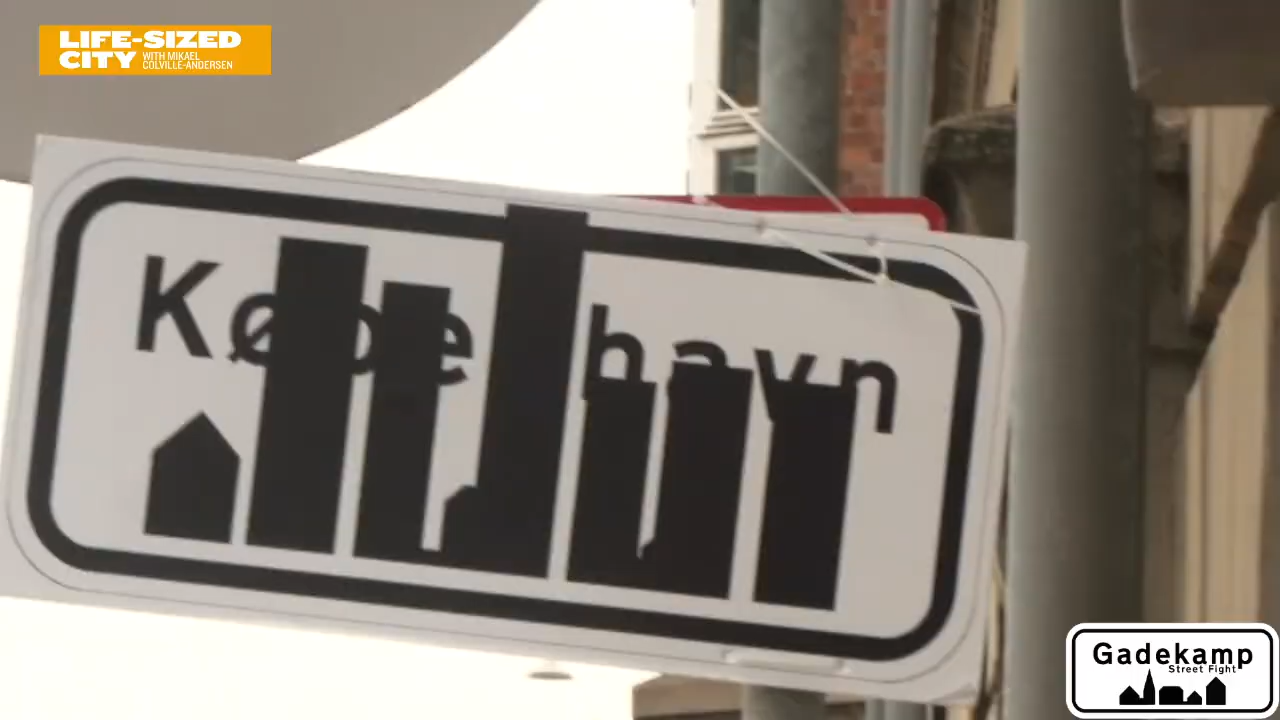 LIFE-SIZED
CITY WITH MIKAEL
COLVILLE-ANDERSEN
København
Gadekamp
Street Fight